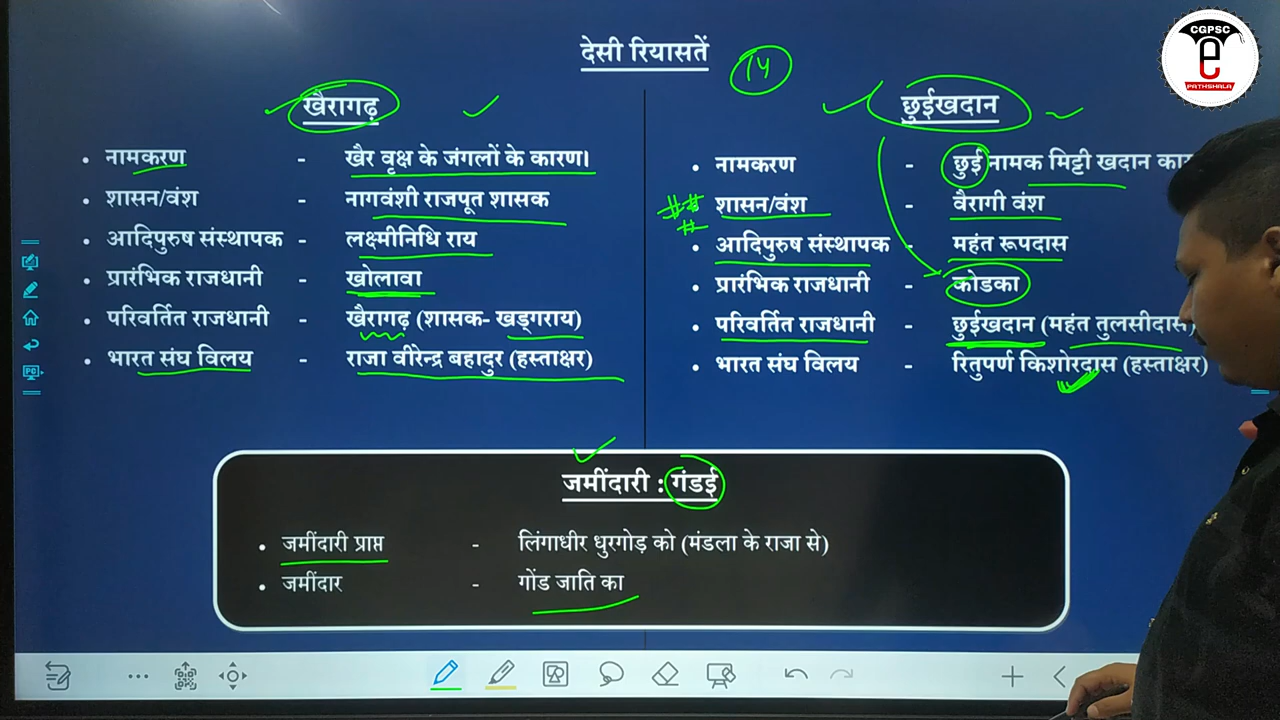 देसी रियासतें
14
CGPSC
e
PATHSHALA
खैरागढ़
• नामकरण - खैर वृक्ष के जंगलों के कारण।
• शासन/वंश - नागवंशी राजपूत शासक
• आदिपुरुष संस्थापक - लक्ष्मीनिधि राय
• प्रारंभिक राजधानी - खोलावा
• परिवर्तित राजधानी - खैरागढ़ (शासक- खड्गराय)
• भारत संघ विलय - राजा वीरेन्द्र बहादुर (हस्ताक्षर)
छुईखदान
• नामकरण - छुई नामक मिट्टी खदान
• शासन/वंश - वैरागी वंश
• आदिपुरुष संस्थापक - महंत रूपदास
• प्रारंभिक राजधानी - कोडका
• परिवर्तित राजधानी - छुईखदान (महंत तुलसीदास)
• भारत संघ विलय - रितुपर्ण किशोरदास (हस्ताक्षर)
जमींदारी : गंडई
• जमींदारी प्राप्त - लिंगाधीर धुरगोड़ को (मंडला के राजा से)
• जमींदार - गोंड जाति का
PC